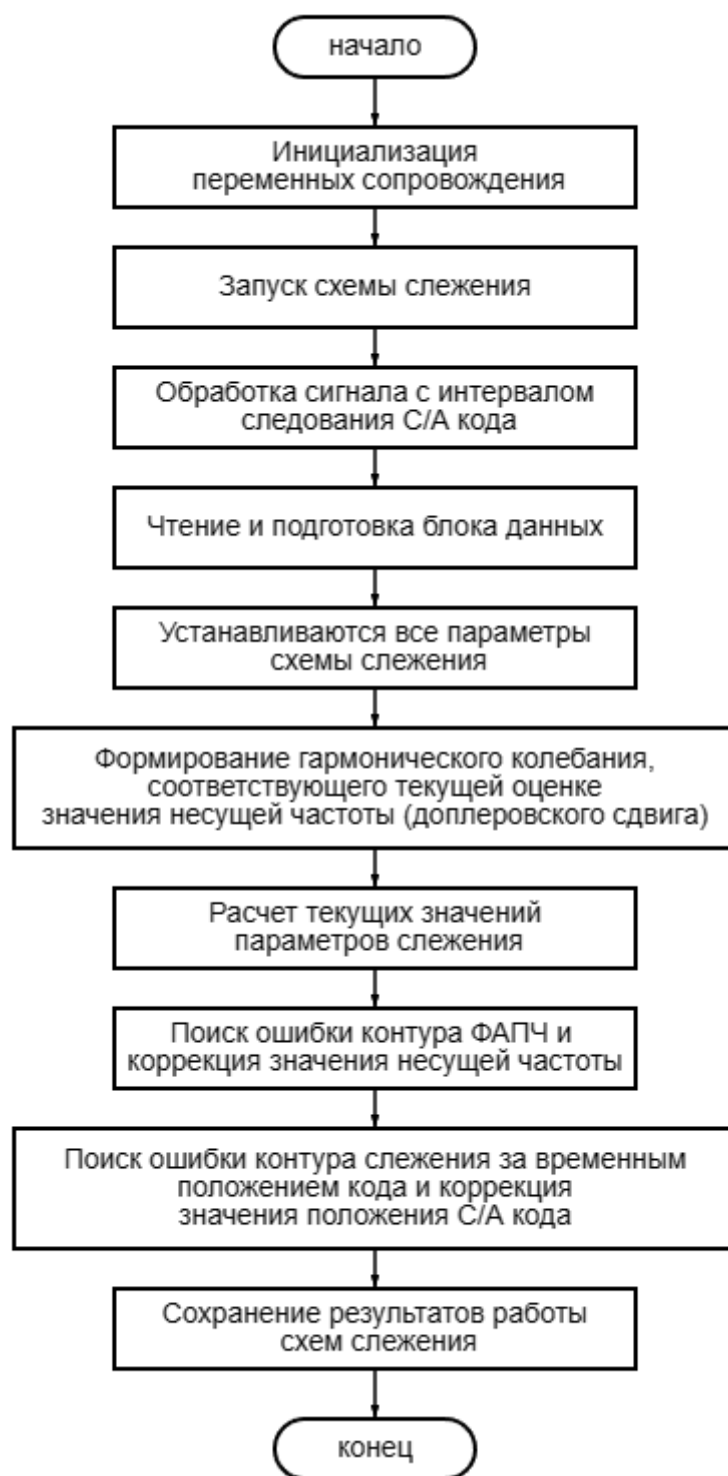 начало
Инициализация
переменных сопровождения
Запуск схемы слежения
Обработка сигнала с интервалом
следования C/A кода
Чтение и подготовка блока данных
Устанавливаются все параметры
схемы слежения
Формирование гармонического колебания,
соответствующего текущей оценке
значения несущей частоты (доплеровского сдвига)
Расчет текущих значений
параметров слежения
Поиск ошибки контура ФАПЧ и
коррекция значения несущей частоты
Поиск ошибки контура слежения за временным
положением кода и коррекция
значения положения C/A кода
Сохранение результатов работы
схем слежения
конец